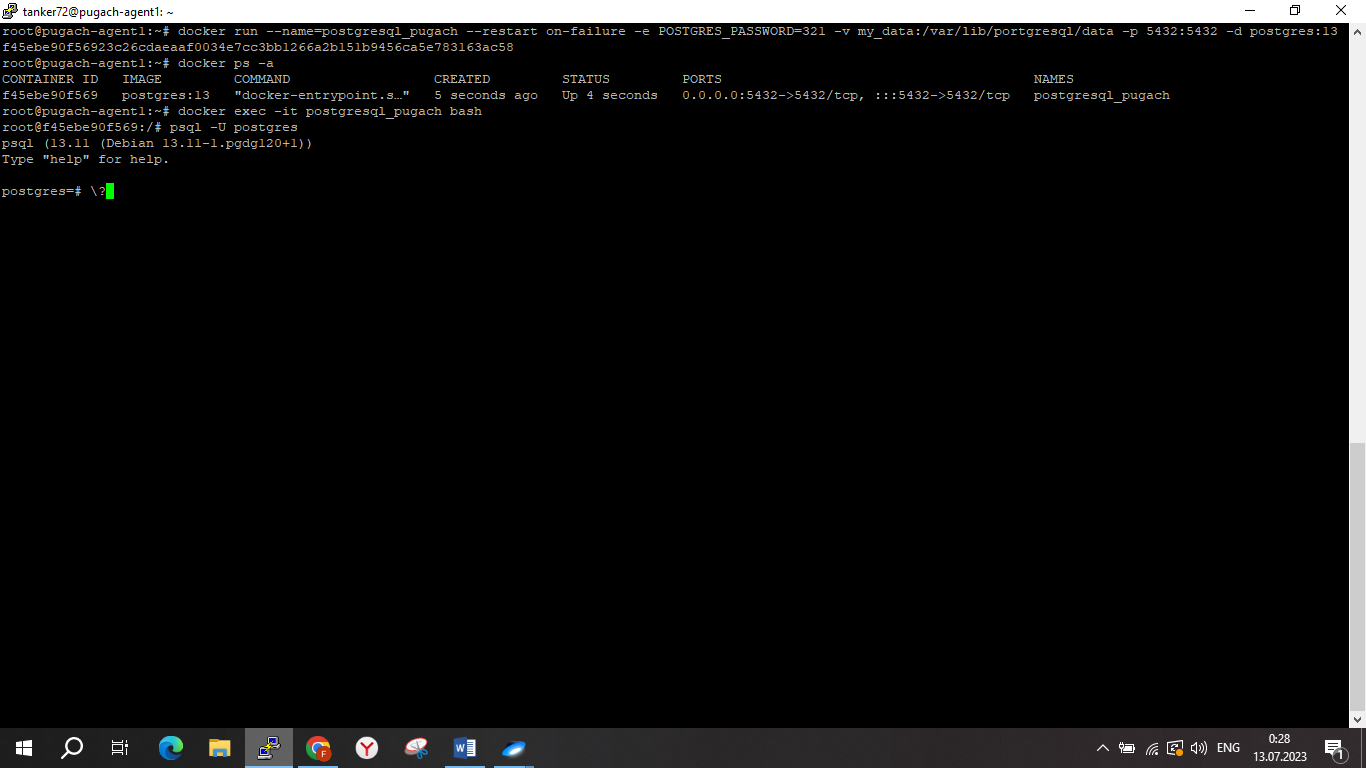 tanker72@pugach-agent1: ~
root@pugach-agent1:~# docker run --name=postgresql_pugach --restart on-failure -e POSTGRES_PASSWORD=321 -v my_data:/var/lib/portgresql/data -p 5432:5432 -d postgres:13
f45ebe90f56923c26cdaeaaf0034e7cc3bb1266a2b151b9456ca5e783163ac58
root@pugach-agent1:~# docker ps -a
CONTAINER ID   IMAGE         COMMAND                  CREATED         STATUS         PORTS                                       NAMES
f45ebe90f569   postgres:13   "docker-entrypoint.s…"   5 seconds ago   Up 4 seconds   0.0.0.0:5432->5432/tcp, :::5432->5432/tcp   postgresql_pugach
root@pugach-agent1:~# docker exec -it postgresql_pugach bash
root@f45ebe90f569:/# psql -U postgres
psql (13.11 (Debian 13.11-1.pgdg120+1))
Type "help" for help.
postgres=# \?
ENG
0:28
13.07.2023
1